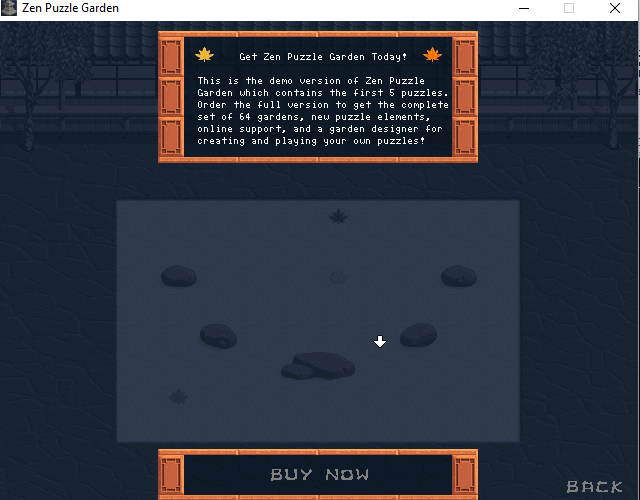 Zen Puzzle Garden
Get Zen Puzzle Garden Today!
This is the demo version of Zen Puzzle
Garden which contains the first 5 puzzles.
Order the full version to get the complete
set of 64 gardens, new puzzle elements,
online support, and a garden designer for
creating and playing your own puzzles!
BUY NOW
BACK